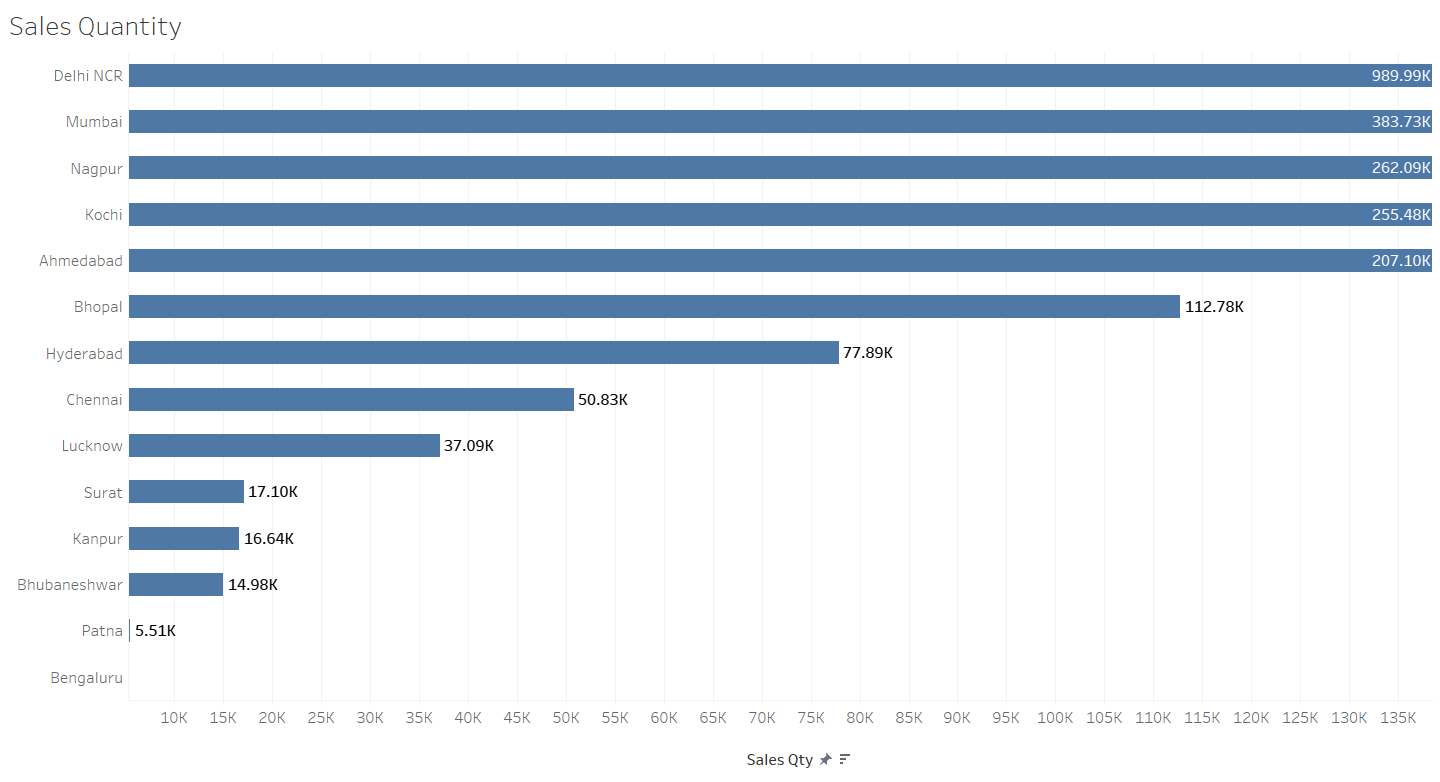 Sales Quantity
Delhi NCR 989.99K
Mumbai 383.73K
Nagpur 262.09K
Kochi 255.48K
Ahmedabad 207.10K
Bhopal 112.78K
Hyderabad 77.89K
Chennai 50.83K
Lucknow 37.09K
Surat 17.10K
Kanpur 16.64K
Bhubaneshwar 14.98K
Patna 5.51K
Bengaluru
10K 15K 20K 25K 30K 35K 40K 45K 50K 55K 60K 65K 70K 75K 80K 85K 90K 95K 100K 105K 110K 115K 120K 125K 130K 135K
Sales Qty